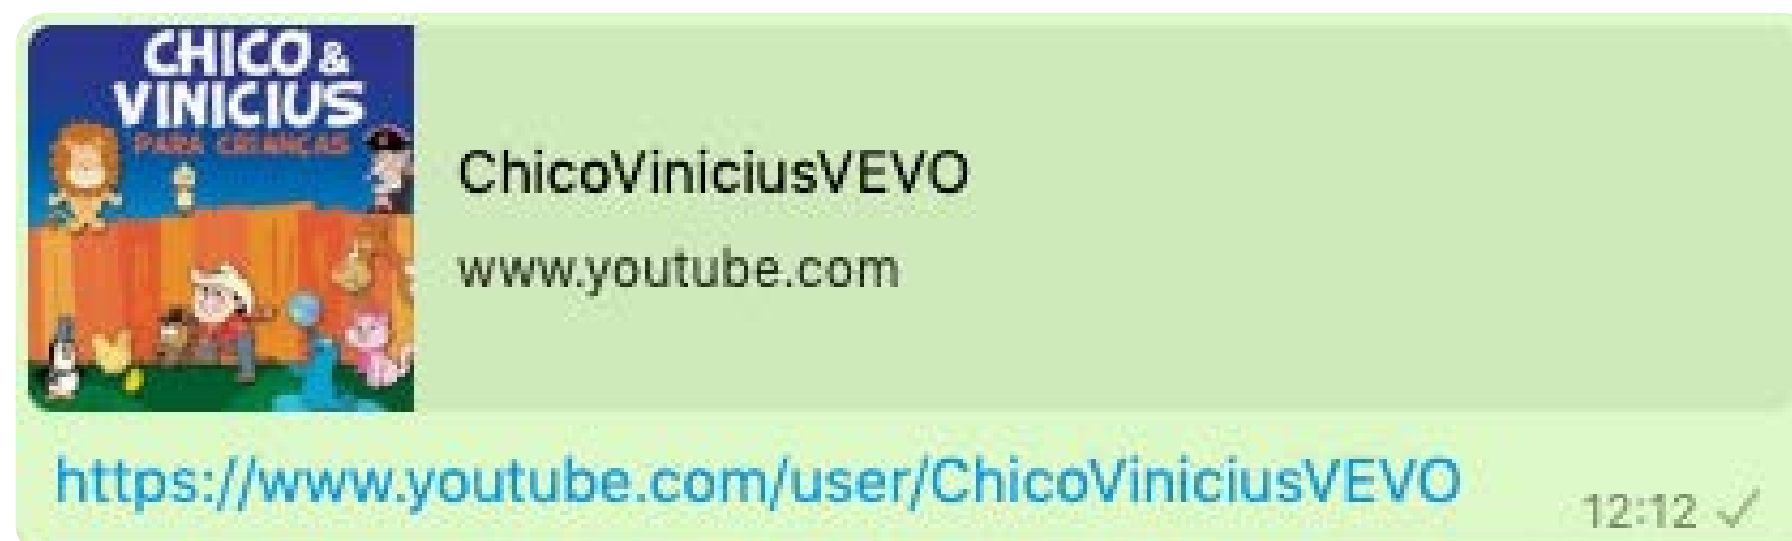 CHICO &
VINICIUS
PARA CRIANÇAS
ChicoViniciusVEVO
www.youtube.com
https://www.youtube.com/user/ChicoViniciusVEVO
12:12